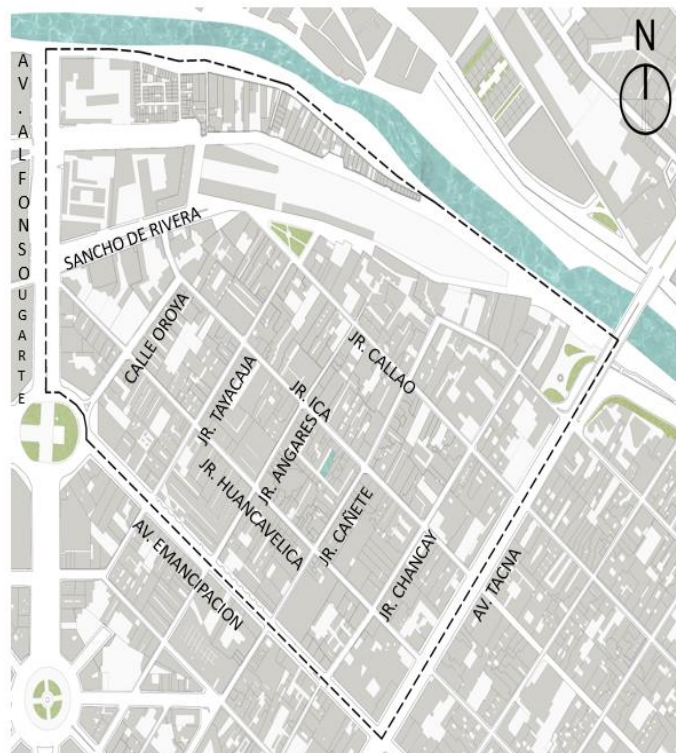 N
AV. ALFONSO UGARTE
SANCHO DE RIVERA
CALLE OROYA
JR. CALLAO
JR. TAYACAJA
JR. ICA
JR. ANGARES
JR. HUANCAVELICA
JR. CAÑETE
AV. EMANCIPACION
JR. CHANCAY
AV. TACNA